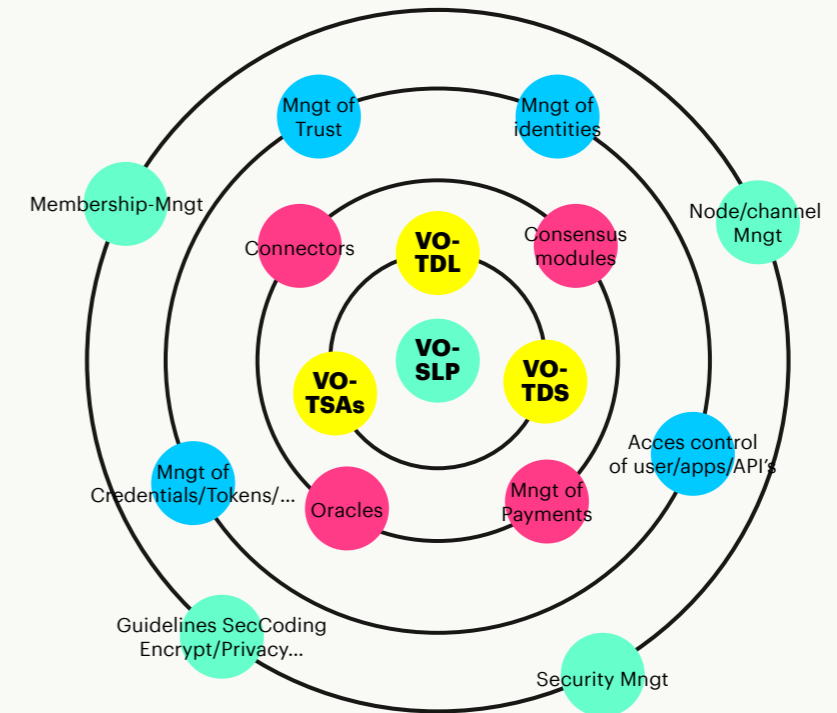 Mngt of
Trust
Mngt of
identities
Membership-Mngt
Node/channel
Mngt
Connectors
VO-
TDL
Consensus
modules
VO-
SLP
VO-
TSAs
VO-
TDS
Acces control
of user/apps/API's
Mngt of
Credentials/Tokens/...
Oracles
Mngt of
Payments
Guidelines SecCoding
Encrypt/Privacy...
Security Mngt